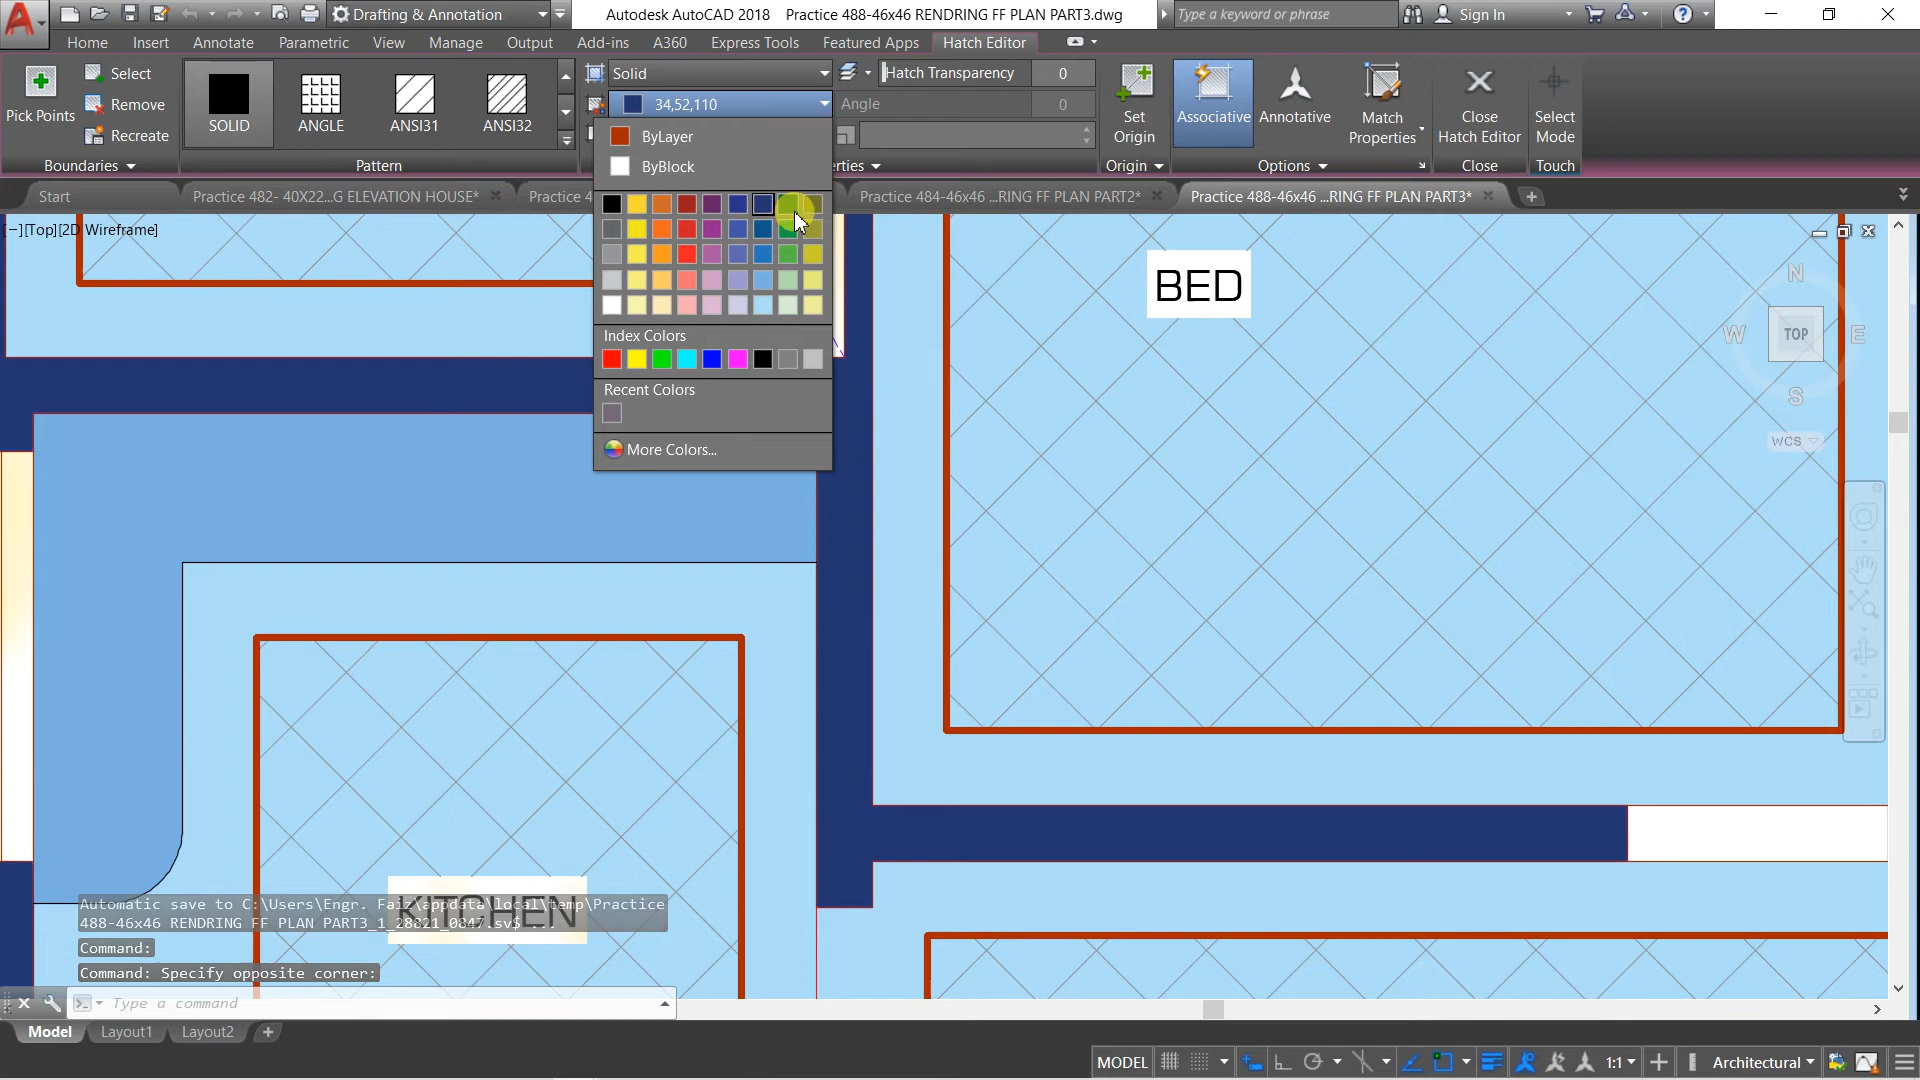 Drafting & Annotation
Autodesk AutoCAD 2018 Practice 488-46x46 RENDRING FF PLAN PART3.dwg
Type a keyword or phrase
Sign In
Home Insert Annotate Parametric View Manage Output Add-ins A360 Express Tools Featured Apps Hatch Editor
Pick Points
Select
Remove
Recreate
Boundaries
SOLID
ANGLE
ANSI31
ANSI32
Pattern
Solid
34,52,110
Hatch Transparency 0
Angle 0
Set
Origin
Origin
Associative
Annotative
Match
Properties
Options
Close
Hatch Editor
Close
Select
Mode
Touch
ByLayer
ByBlock
Index Colors
Recent Colors
More Colors...
Start
Practice 482- 40X22...G ELEVATION HOUSE*
Practice 4
Practice 484-46x46 ...RING FF PLAN PART2*
Practice 488-46x46 ...RING FF PLAN PART3*
[−][Top][2D Wireframe]
BED
N
W
TOP
E
S
WCS
KITCHEN
Automatic save to C:\Users\Engr. Faiz\appdata\local\temp\Practice
488-46x46 RENDRING FF PLAN PART3_1_28821_0847.sv$ ...
Command:
Command: Specify opposite corner:
Type a command
Model Layout1 Layout2
MODEL
1:1
Architectural